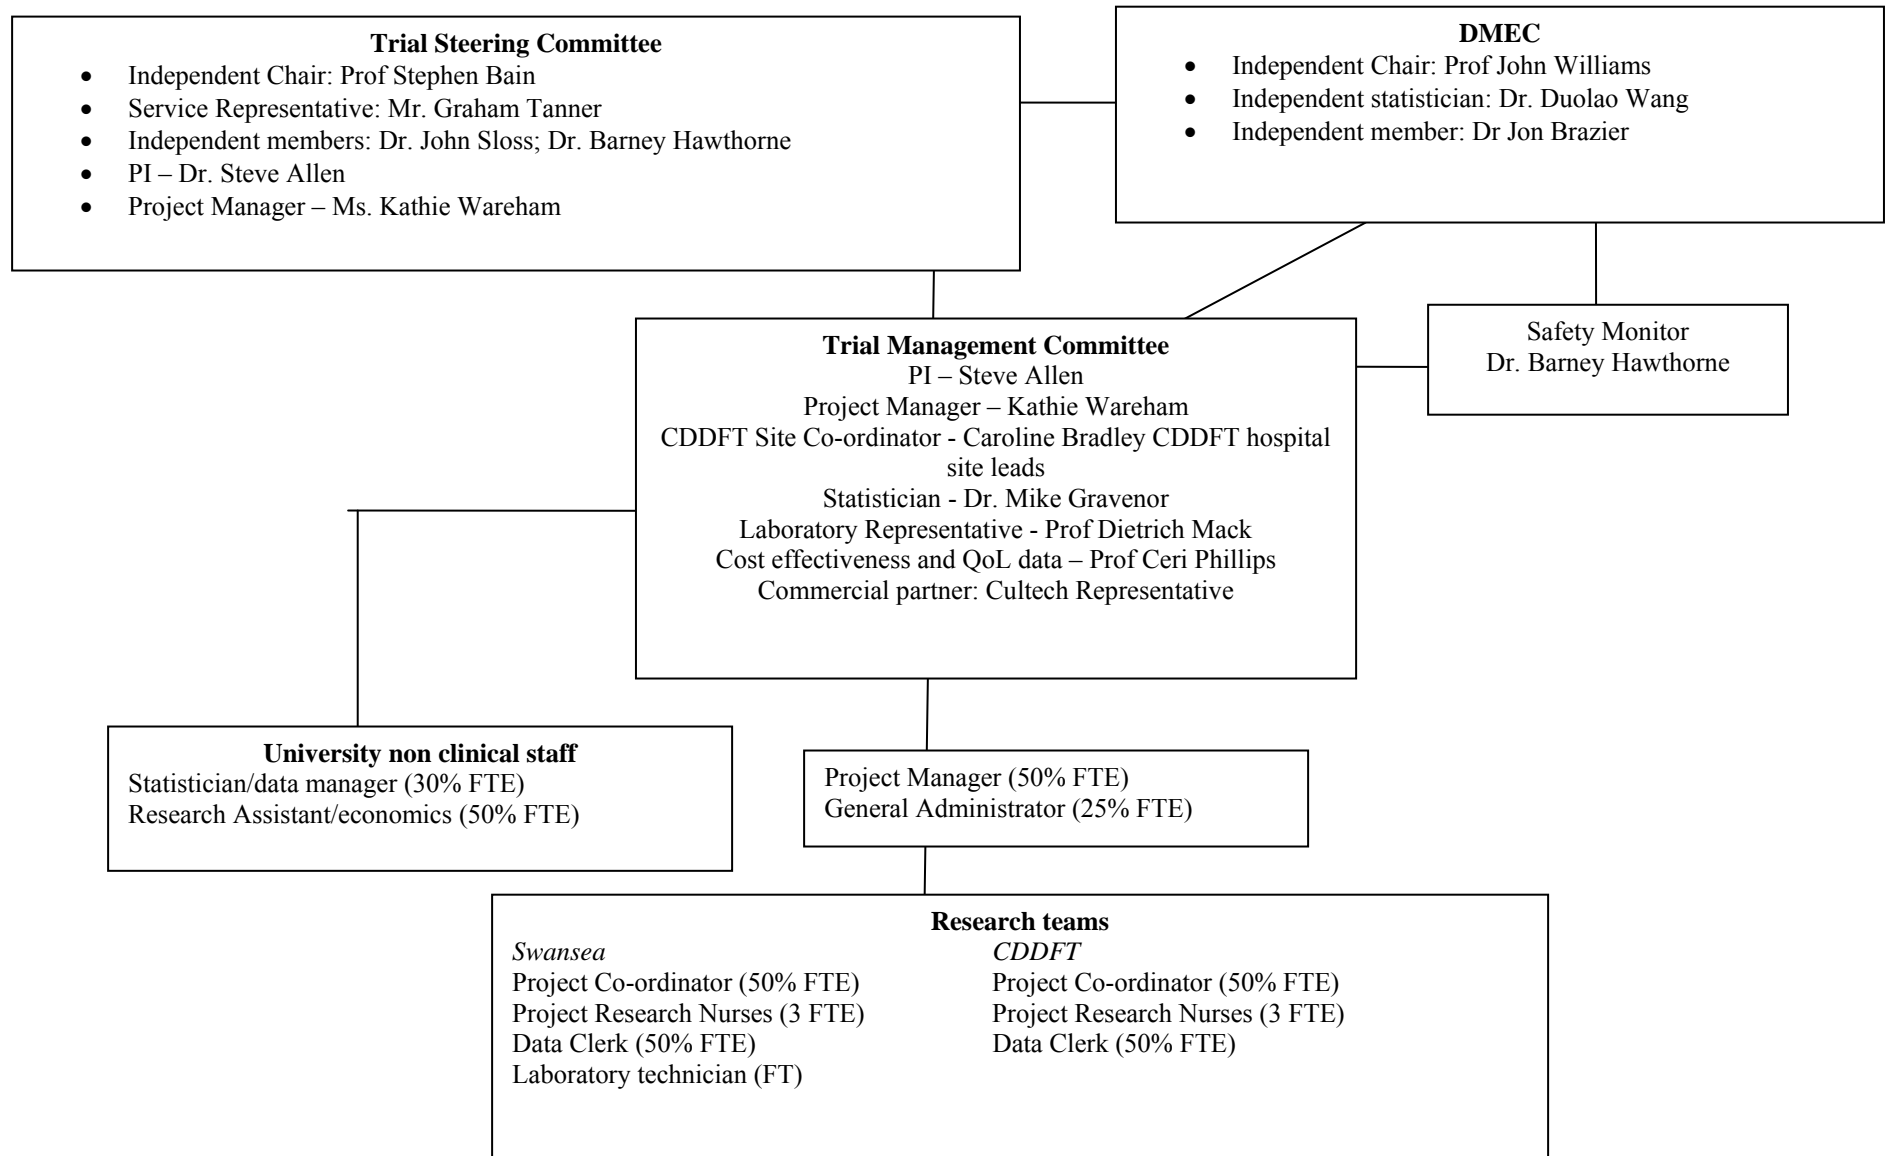 Trial Steering Committee
• Independent Chair: Prof Stephen Bain
• Service Representative: Mr. Graham Tanner
• Independent members: Dr. John Sloss; Dr. Barney Hawthorne
• PI – Dr. Steve Allen
• Project Manager – Ms. Kathie Wareham
DMEC
• Independent Chair: Prof John Williams
• Independent statistician: Dr. Duolao Wang
• Independent member: Dr Jon Brazier
Trial Management Committee
PI – Steve Allen
Project Manager – Kathie Wareham
CDDFT Site Co-ordinator - Caroline Bradley CDDFT hospital
site leads
Statistician - Dr. Mike Gravenor
Laboratory Representative - Prof Dietrich Mack
Cost effectiveness and QoL data – Prof Ceri Phillips
Commercial partner: Cultech Representative
Safety Monitor
Dr. Barney Hawthorne
University non clinical staff
Statistician/data manager (30% FTE)
Research Assistant/economics (50% FTE)
Project Manager (50% FTE)
General Administrator (25% FTE)
Research teams
Swansea
Project Co-ordinator (50% FTE)
Project Research Nurses (3 FTE)
Data Clerk (50% FTE)
Laboratory technician (FT)
CDDFT
Project Co-ordinator (50% FTE)
Project Research Nurses (3 FTE)
Data Clerk (50% FTE)